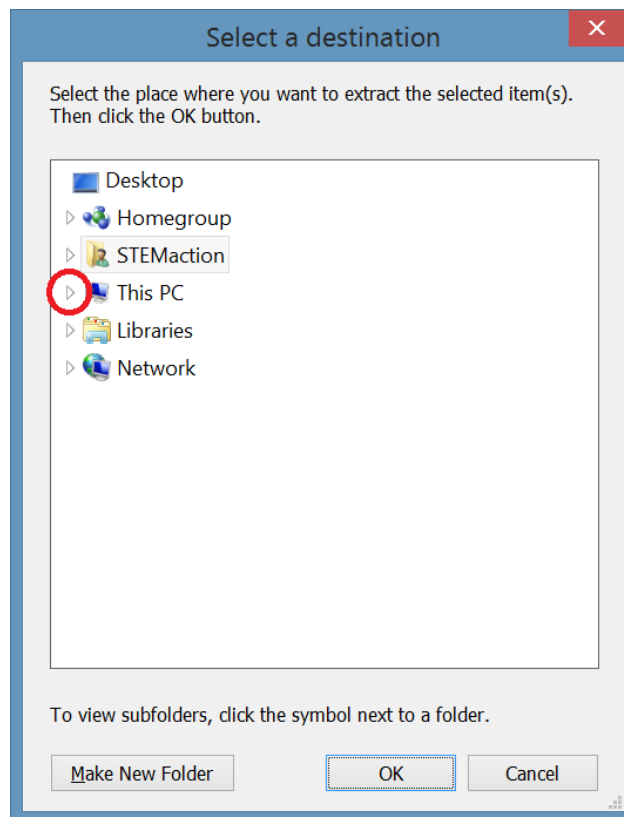 Select a destination
Select the place where you want to extract the selected item(s).
Then click the OK button.
Desktop
Homegroup
STEMaction
This PC
Libraries
Network
To view subfolders, click the symbol next to a folder.
Make New Folder OK Cancel